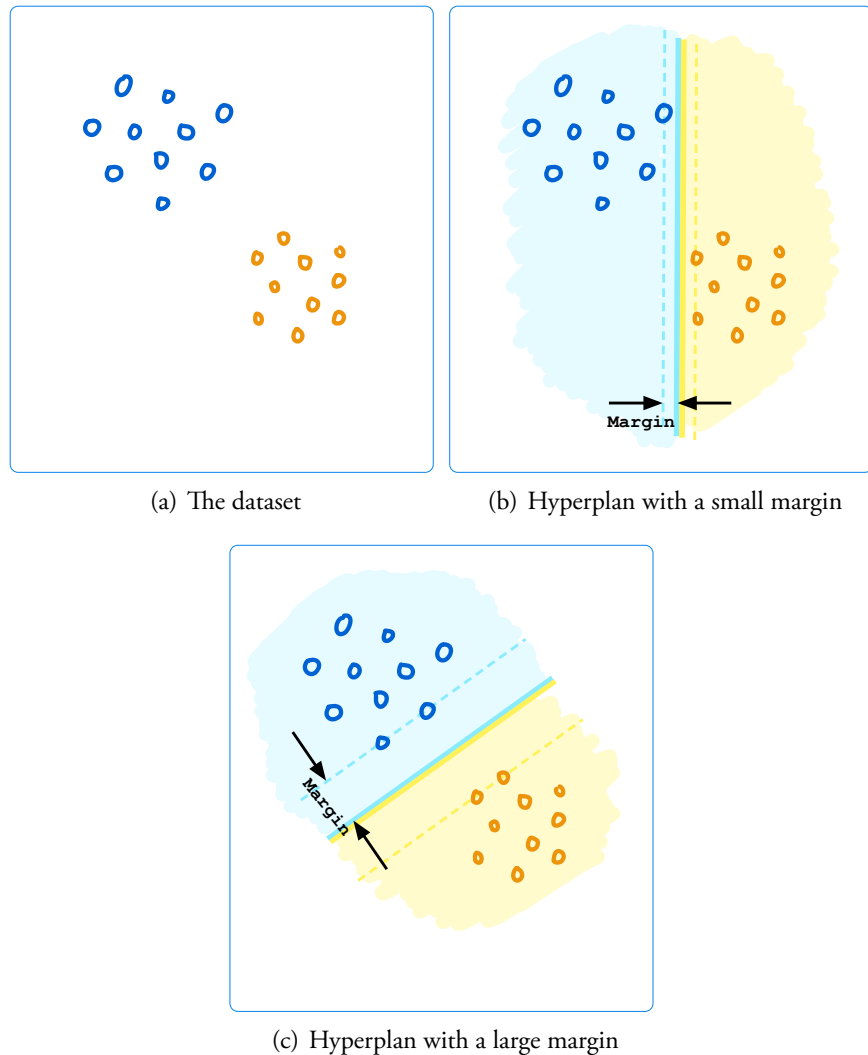 Margin
(a) The dataset
(b) Hyperplan with a small margin
Margin
(c) Hyperplan with a large margin